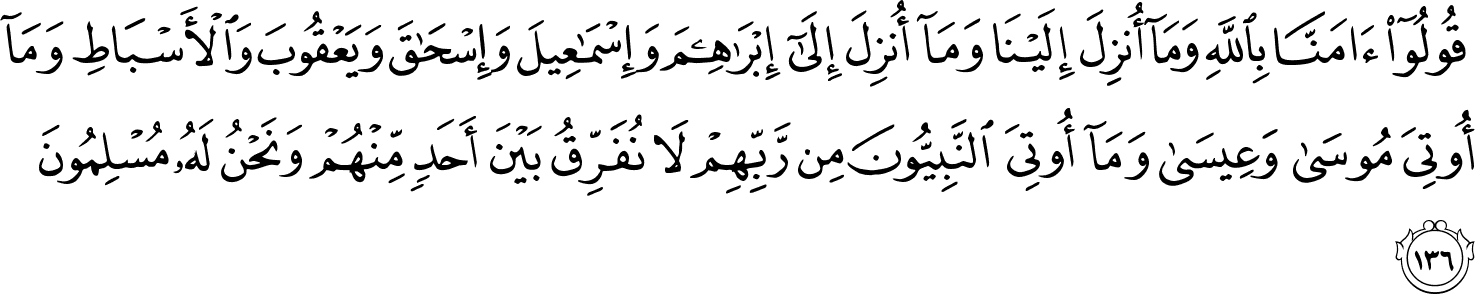 قُولُوٓا۟ ءَامَنَّا بِٱللَّهِ وَمَآ أُنزِلَ إِلَيْنَا وَمَآ أُنزِلَ إِلَىٰٓ إِبْرَٰهِـۧمَ وَإِسْمَـٰعِيلَ وَإِسْحَـٰقَ وَيَعْقُوبَ وَٱلْأَسْبَاطِ وَمَآ
أُوتِىَ مُوسَىٰ وَعِيسَىٰ وَمَآ أُوتِىَ ٱلنَّبِيُّونَ مِن رَّبِّهِمْ لَا نُفَرِّقُ بَيْنَ أَحَدٍ مِّنْهُمْ وَنَحْنُ لَهُۥ مُسْلِمُونَ
١٣٦